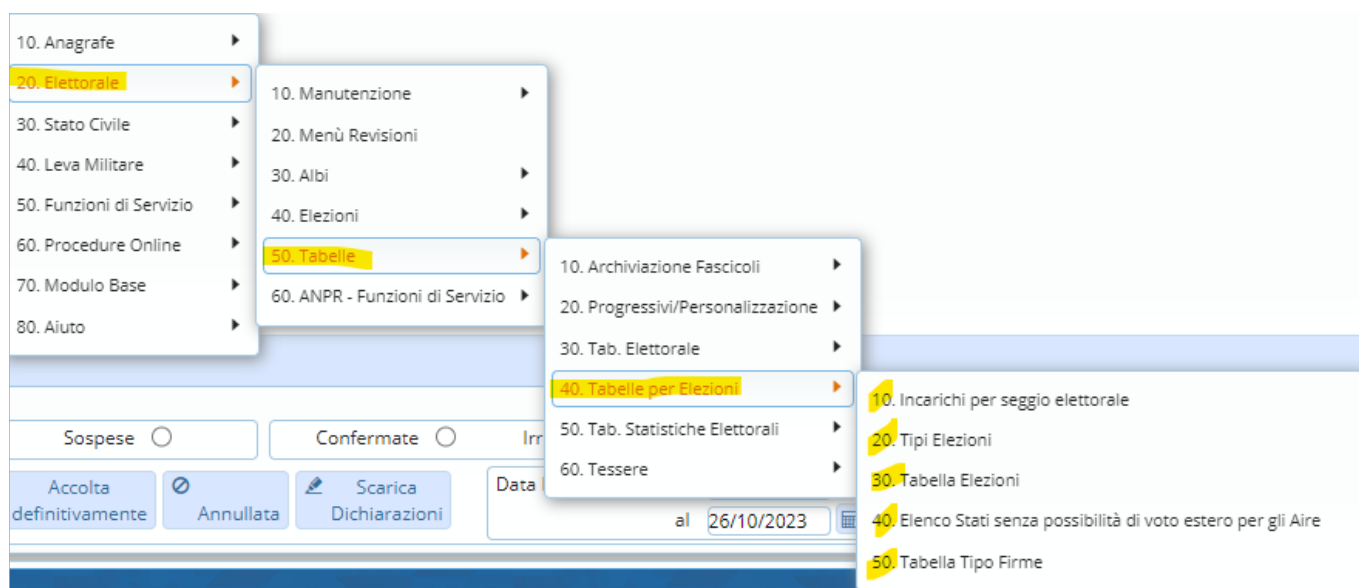 10. Anagrafe
20. Elettorale
30. Stato Civile
40. Leva Militare
50. Funzioni di Servizio
60. Procedure Online
70. Modulo Base
80. Aiuto
10. Manutenzione
20. Menù Revisioni
30. Albi
40. Elezioni
50. Tabelle
60. ANPR - Funzioni di Servizio
10. Archiviazione Fascicoli
20. Progressivi/Personalizzazione
30. Tab. Elettorale
40. Tabelle per Elezioni
50. Tab. Statistiche Elettorali
60. Tessere
10. Incarichi per seggio elettorale
20. Tipi Elezioni
30. Tabella Elezioni
40. Elenco Stati senza possibilità di voto estero per gli Aire
50. Tabella Tipo Firme
Sospese
Confermate
Accolta
definitivamente
Annullata
Scarica
Dichiarazioni
Data
al 26/10/2023